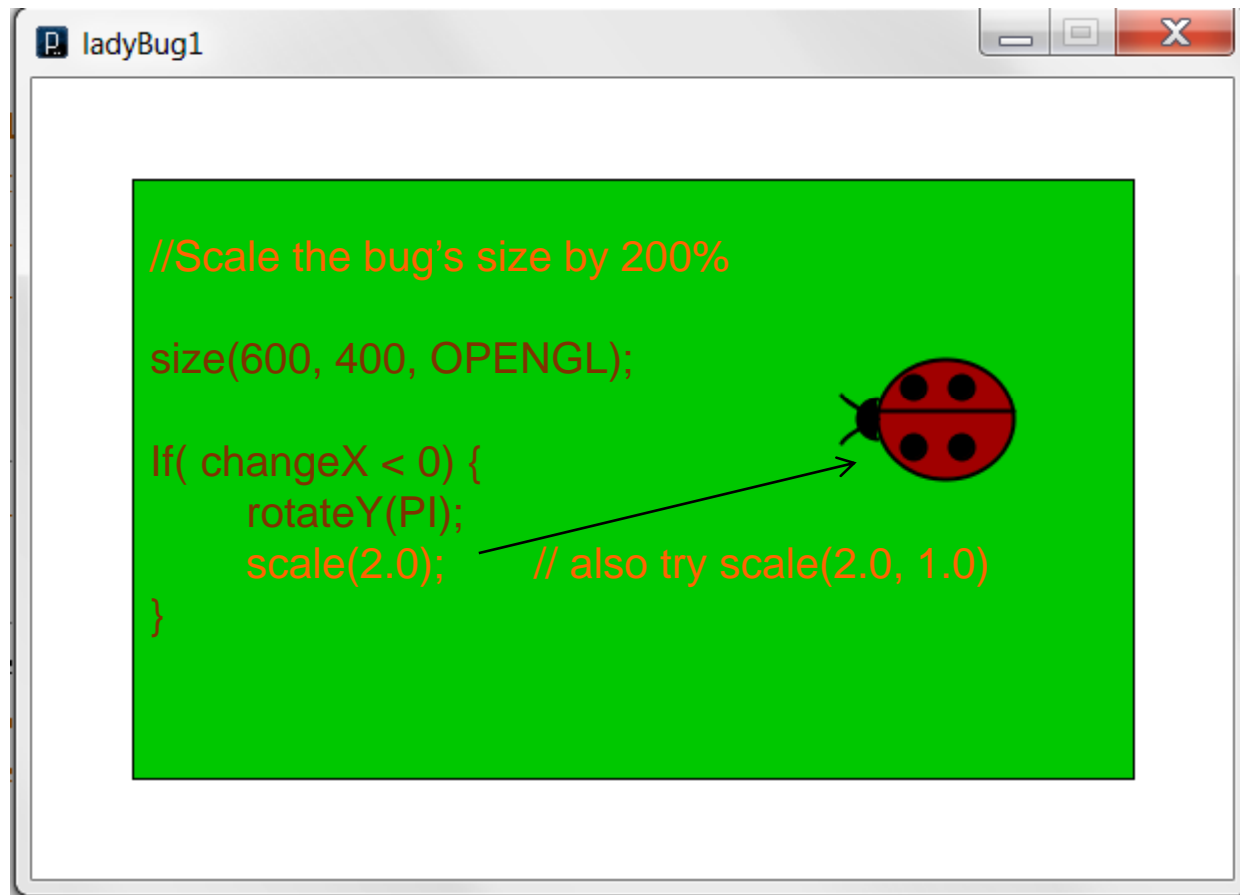 ladyBug1
//Scale the bug’s size by 200%
size(600, 400, OPENGL);
If( changeX < 0) {
rotateY(PI);
scale(2.0); // also try scale(2.0, 1.0)
}